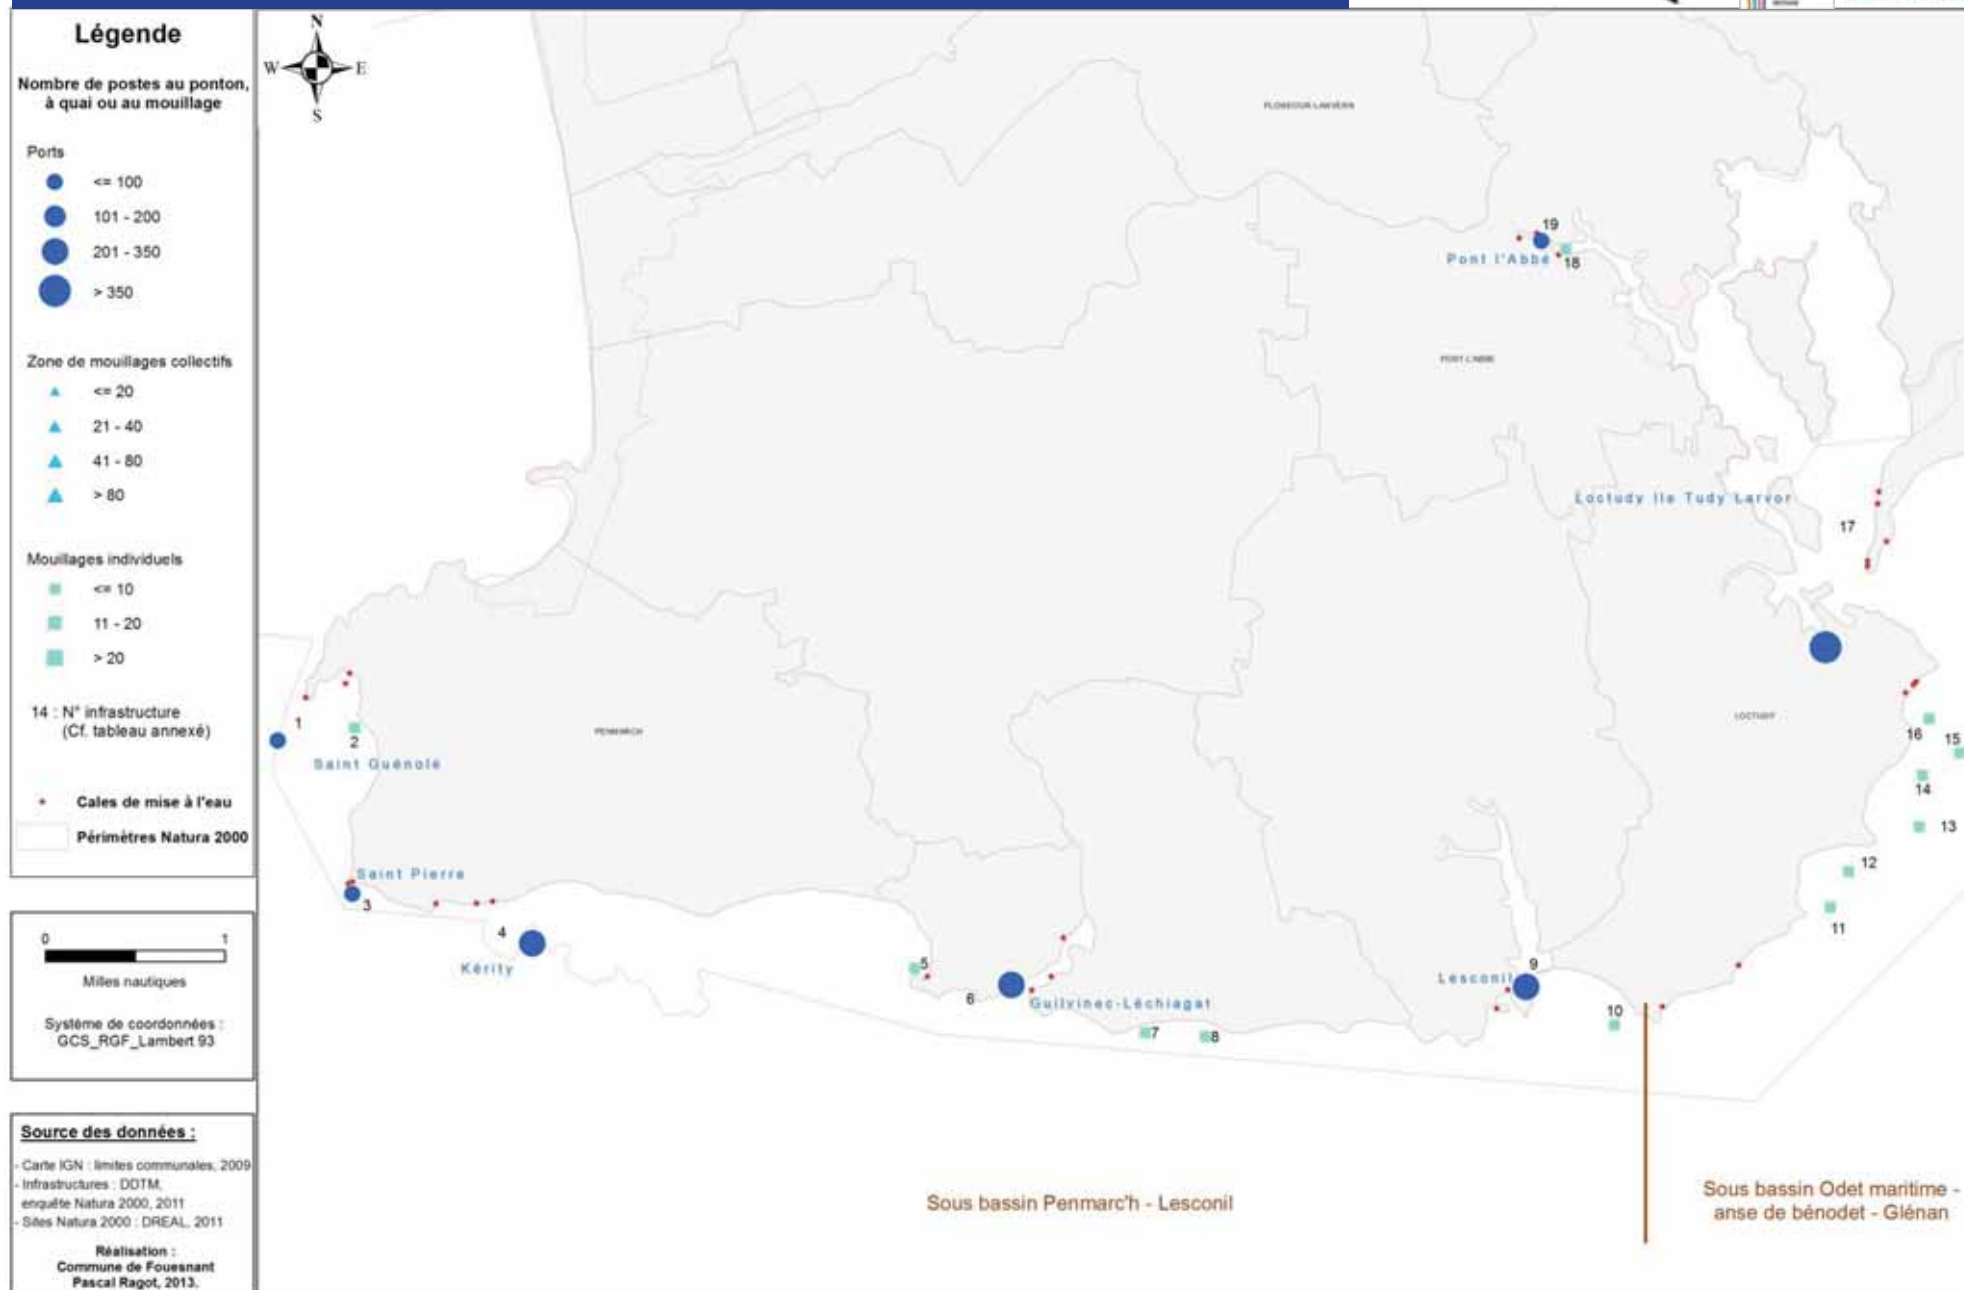 Légende
Nombre de postes au ponton,
à quai ou au mouillage
Ports
<= 100
101 - 200
201 - 350
> 350
Zone de mouillages collectifs
<= 20
21 - 40
41 - 80
> 80
Mouillages individuels
<= 10
11 - 20
> 20
14 : N° infrastructure
(Cf. tableau annexé)
Cales de mise à l'eau
Périmètres Natura 2000
0 1
Milles nautiques
Système de coordonnées :
GCS_RGF_Lambert 93
Source des données :
- Carte IGN : limites communales, 2009
- Infrastructures : DDTM,
enquête Natura 2000, 2011
- Sites Natura 2000 : DREAL, 2011
Réalisation :
Commune de Fouesnant
Pascal Ragot, 2013.
N
W E
S
PLONEOUR-LANVERN
19
Pont l'Abbé
18
PONT-L'ABBE
Loctudy Ile Tudy Larvor
17
1
2
Saint Guénolé
PENMARCH
LOCTUDY
16
15
14
13
12
11
Saint Pierre
3
4
Kérity
5
6
Guilvinec-Léchiagat
7
8
Lesconil
9
10
Sous bassin Penmarc'h - Lesconil
Sous bassin Odet maritime -
anse de bénodet - Glénan